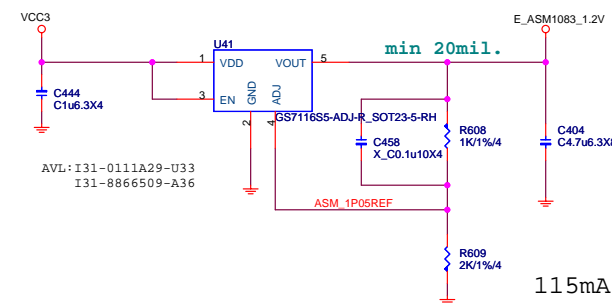 VCC3
E_ASM1083_1.2V
U41
min 20mil.
1
VDD
VOUT
5
3
EN
GND
ADJ
2
4
GS7116S5-ADJ-R_SOT23-5-RH
C444
C1u6.3X4
C458
X_C0.1u10X4
R608
1K/1%/4
C404
C4.7u6.3X8
AVL:I31-0111A29-U33
I31-8866509-A36
ASM_1P05REF
R609
2K/1%/4
115mA